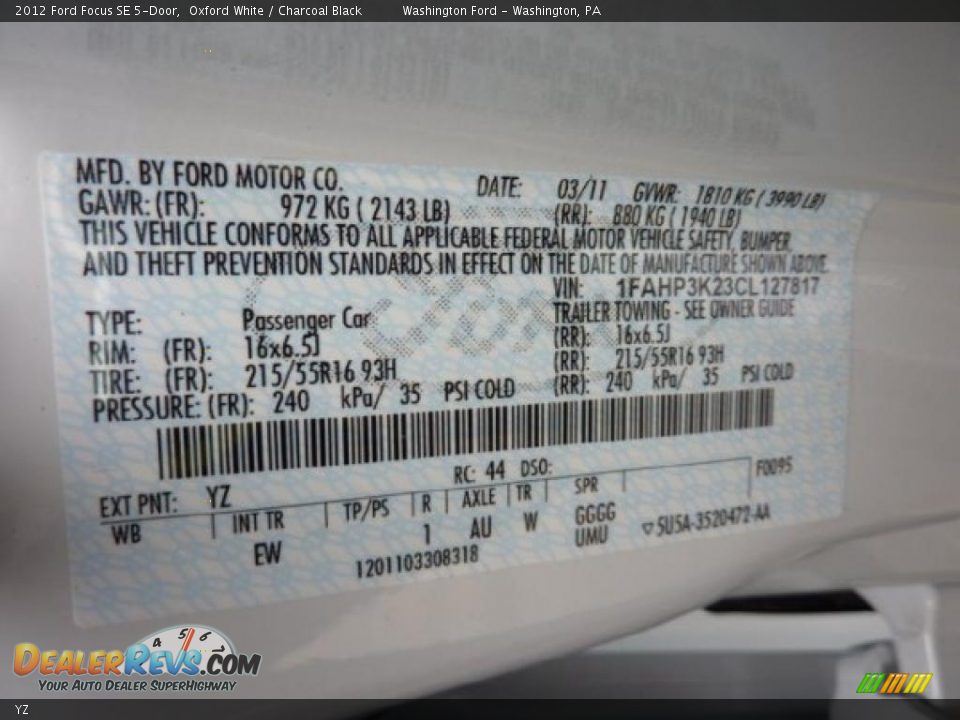 2012 Ford Focus SE 5-Door, Oxford White / Charcoal Black Washington Ford - Washington, PA
MFD. BY FORD MOTOR CO. DATE: 03/11 GVWR: 1810 KG ( 3990 LB)
GAWR: (FR): 972 KG ( 2143 LB) (RR): 880 KG ( 1940 LB)
THIS VEHICLE CONFORMS TO ALL APPLICABLE FEDERAL MOTOR VEHICLE SAFETY, BUMPER,
AND THEFT PREVENTION STANDARDS IN EFFECT ON THE DATE OF MANUFACTURE SHOWN ABOVE.
VIN: 1FAHP3K23CL127817
TYPE: Passenger Car TRAILER TOWING - SEE OWNER GUIDE
RIM: (FR): 16x6.5J (RR): 16x6.5J
TIRE: (FR): 215/55R16 93H (RR): 215/55R16 93H
PRESSURE: (FR): 240 kPa/ 35 PSI COLD (RR): 240 kPa/ 35 PSI COLD
RC: 44 DSO: F0095
EXT PNT: YZ
WB INT TR TP/PS R AXLE TR SPR
EW 1 AU W GGGG
UMU
1201103308318 5U5A-3520472-AA
4 5 6
DEALERREVS.COM
YOUR AUTO DEALER SUPERHIGHWAY
YZ